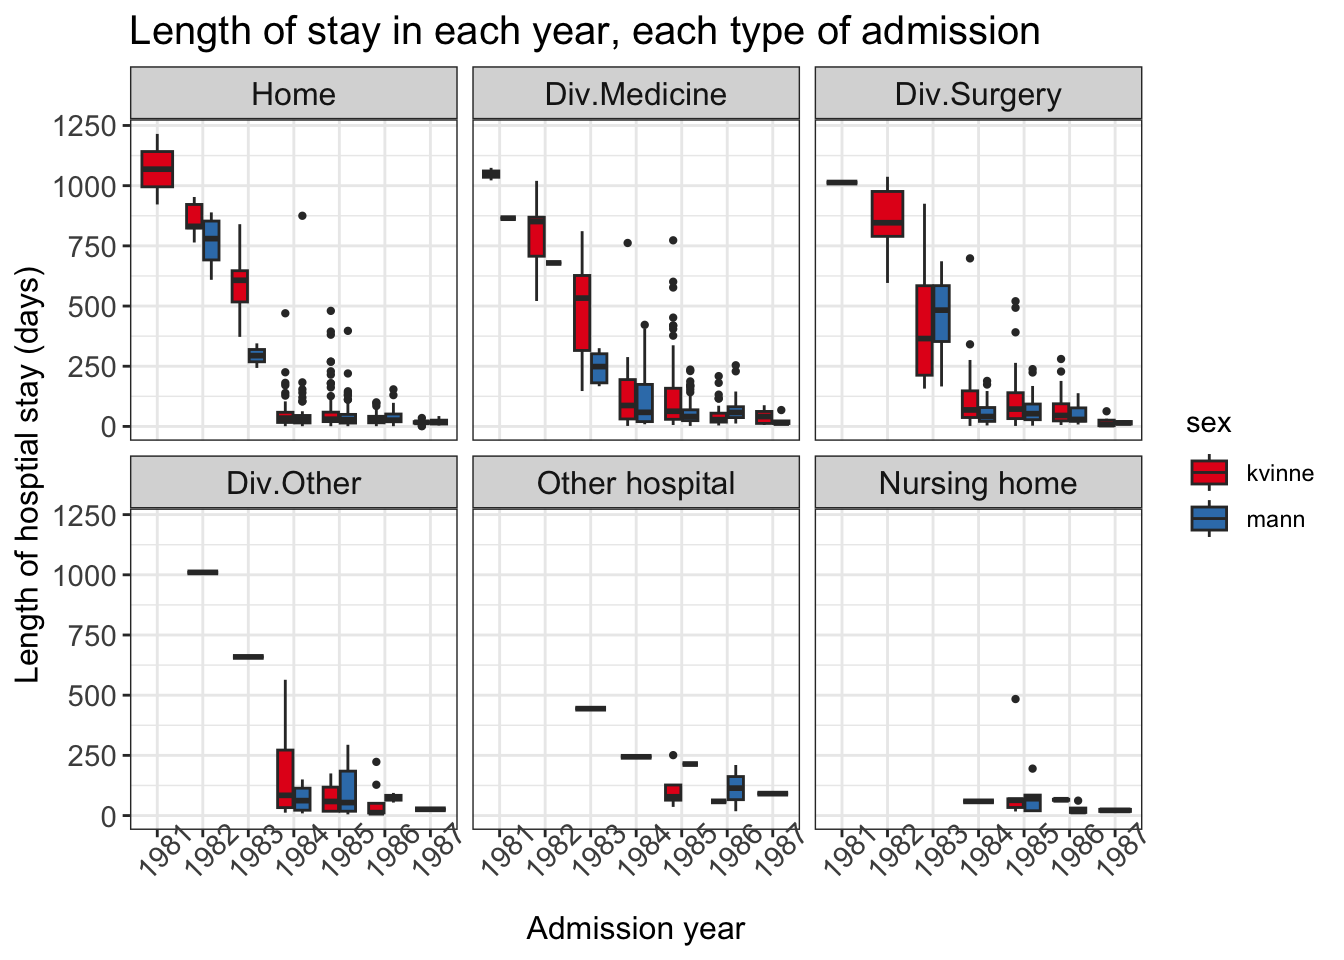 Length of stay in each year, each type of admission
Home
Div.Medicine
Div.Surgery
1250
1000
750
500
250
0
Div.Other
Other hospital
Nursing home
1250
1000
750
500
250
0
1981 1982 1983 1984 1985 1986 1987
1981 1982 1983 1984 1985 1986 1987
1981 1982 1983 1984 1985 1986 1987
Length of hosptial stay (days)
Admission year
sex
kvinne
mann